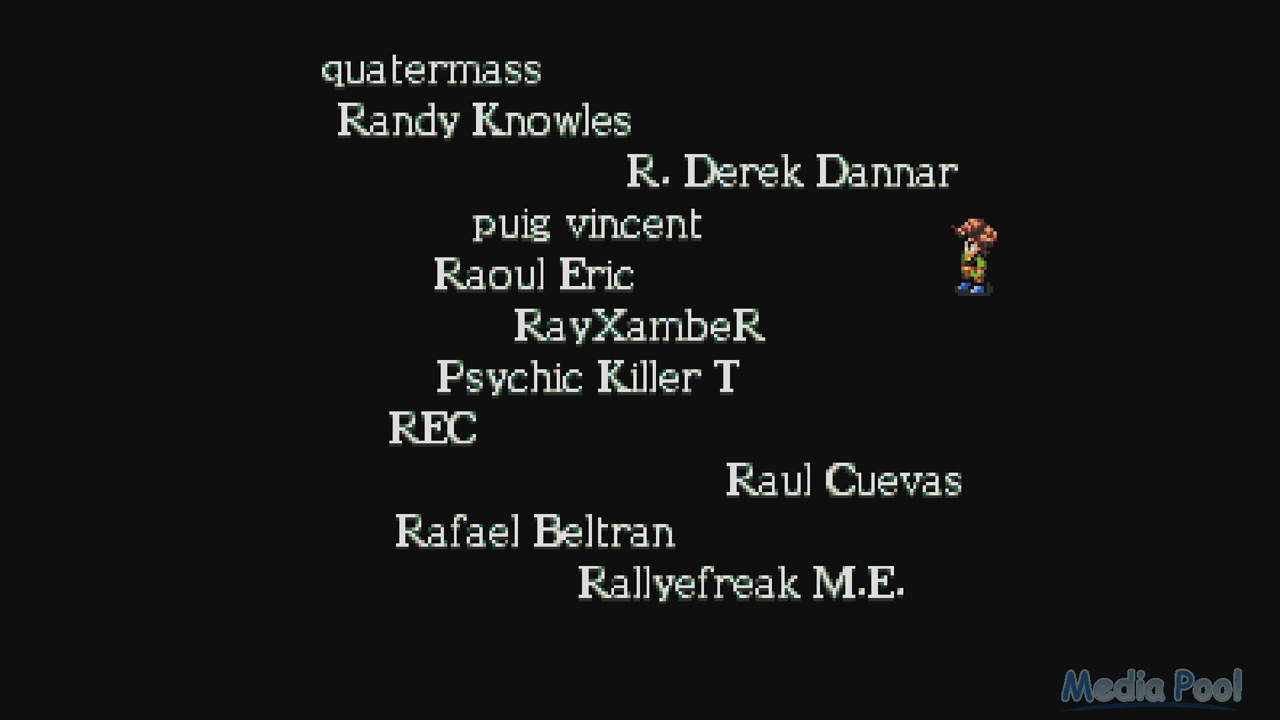 quatermass
Randy Knowles
R. Derek Dannar
puig vincent
Raoul Eric
RayXambeR
Psychic Killer T
REC
Raul Cuevas
Rafael Beltran
Rallyefreak M.E.
Media Pool